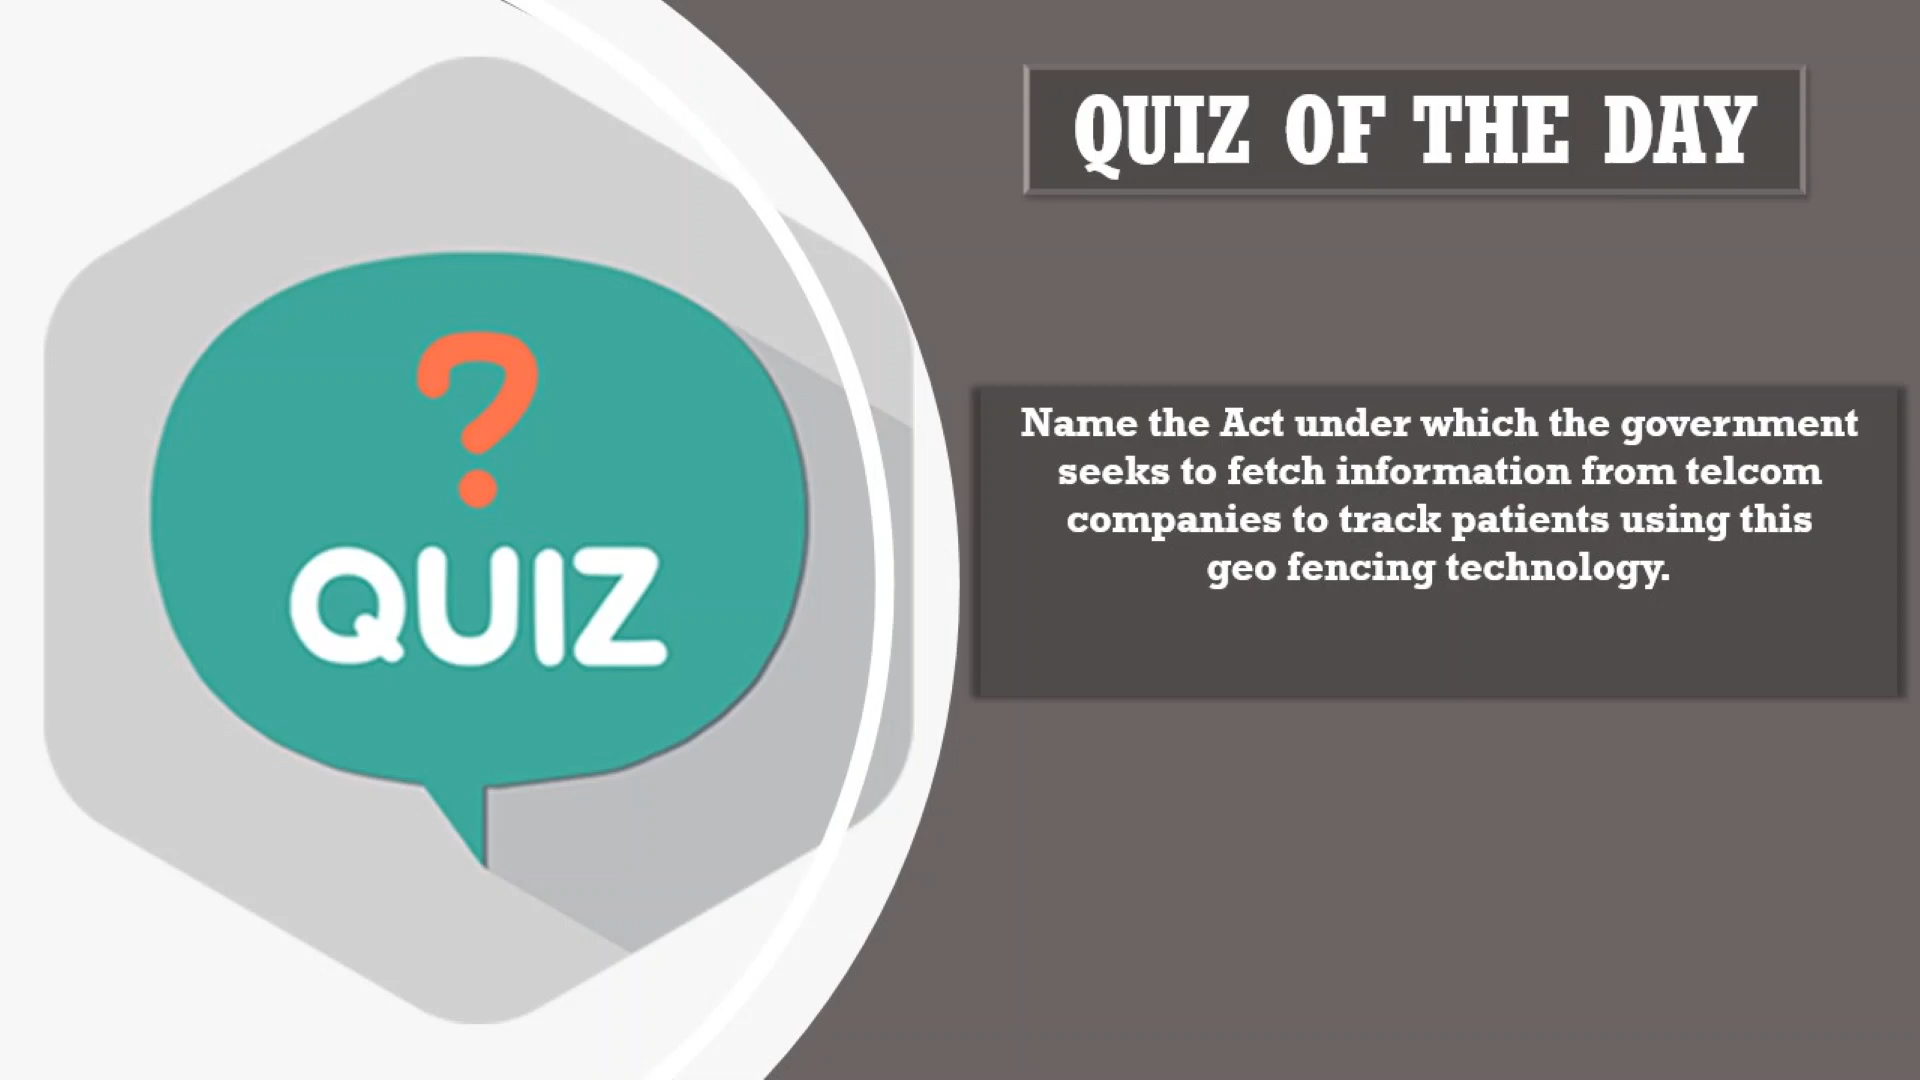 QUIZ OF THE DAY
?
QUIZ
Name the Act under which the government
seeks to fetch information from telcom
companies to track patients using this
geo fencing technology.